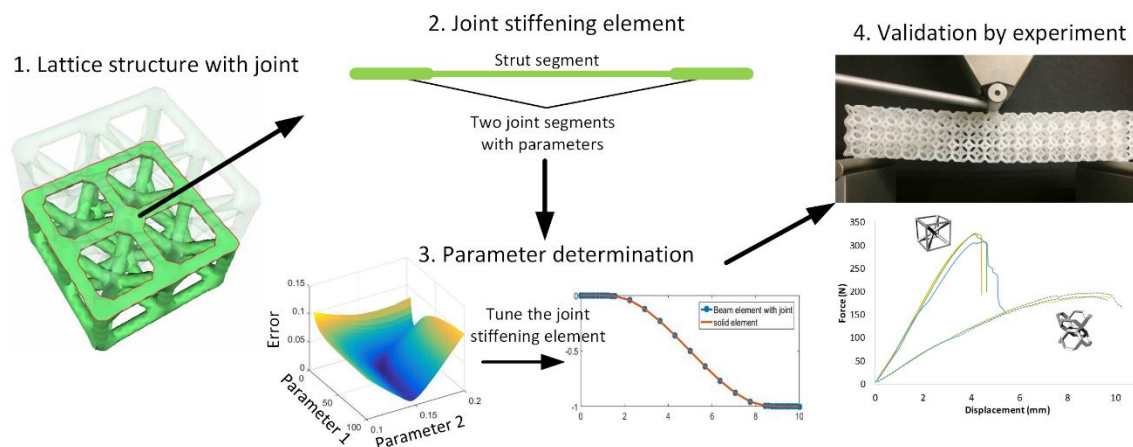 1. Lattice structure with joint
2. Joint stiffening element
Strut segment
Two joint segments
with parameters
3. Parameter determination
Error
0.15
0.1
0.05
0
0
50
100
Parameter 1
0.1
0.15
0.2
Parameter 2
Tune the joint
stiffening element
Beam element with joint
solid element
0
-0.5
-1
0 2 4 6 8 10
4. Validation by experiment
Force (N)
350
300
250
200
150
100
50
0
0 2 4 6 8 10
Displacement (mm)